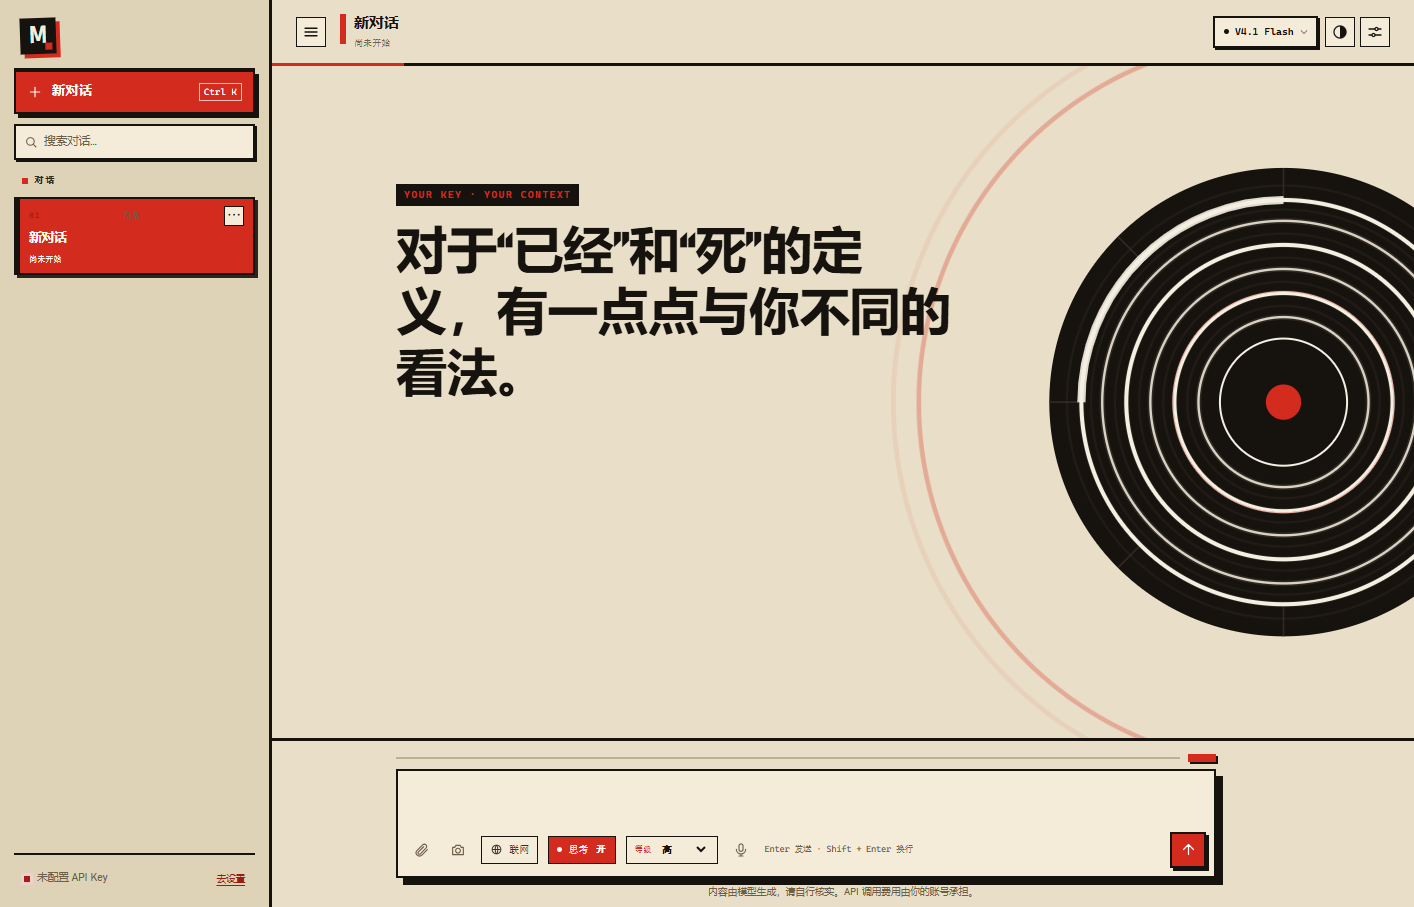 M
新对话
Ctrl K
搜索对话…
对话
01
新对话
尚未开始
未配置 API Key
去设置
新对话
尚未开始
V4.1 Flash
YOUR KEY · YOUR CONTEXT
对于“已经”和“死”的定
义，有一点点与你不同的
看法。
联网
思考 开
等级 高
Enter 发送 · Shift + Enter 换行
内容由模型生成，请自行核实。API 调用费用由你的账号承担。